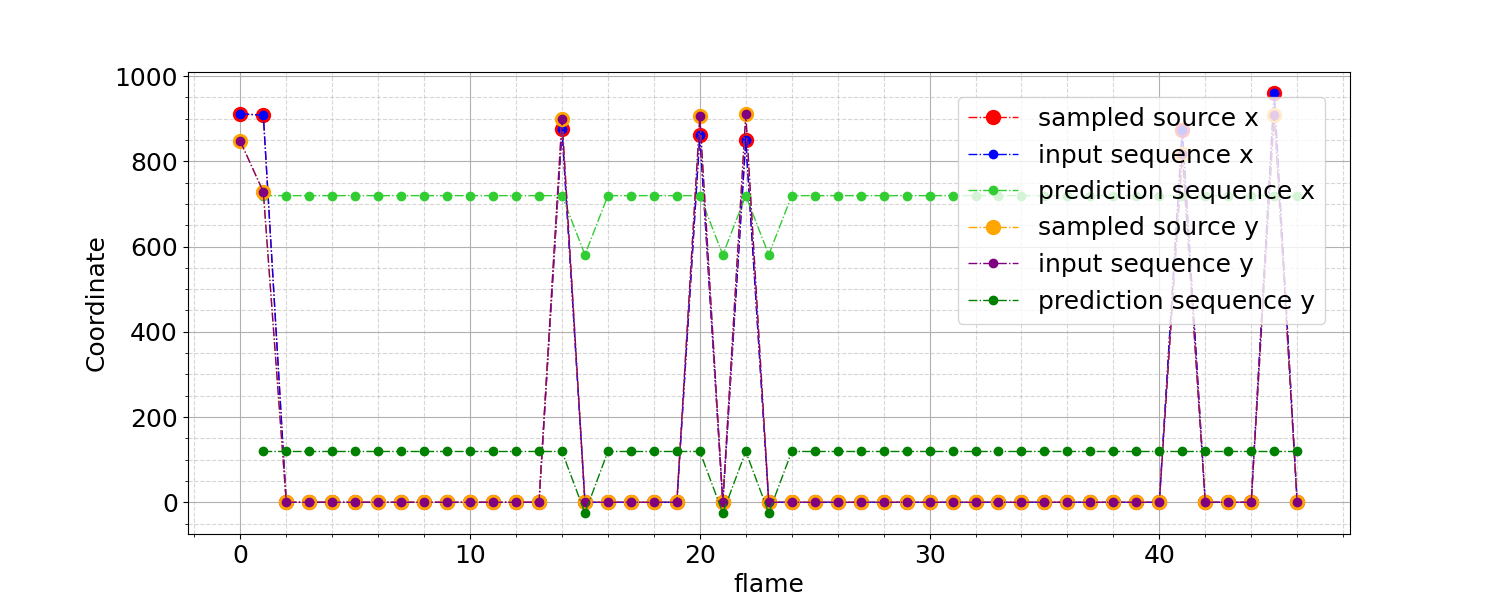 1000
800
600
400
200
0
Coordinate
0 10 20 30 40
flame
sampled source x
input sequence x
prediction sequence x
sampled source y
input sequence y
prediction sequence y